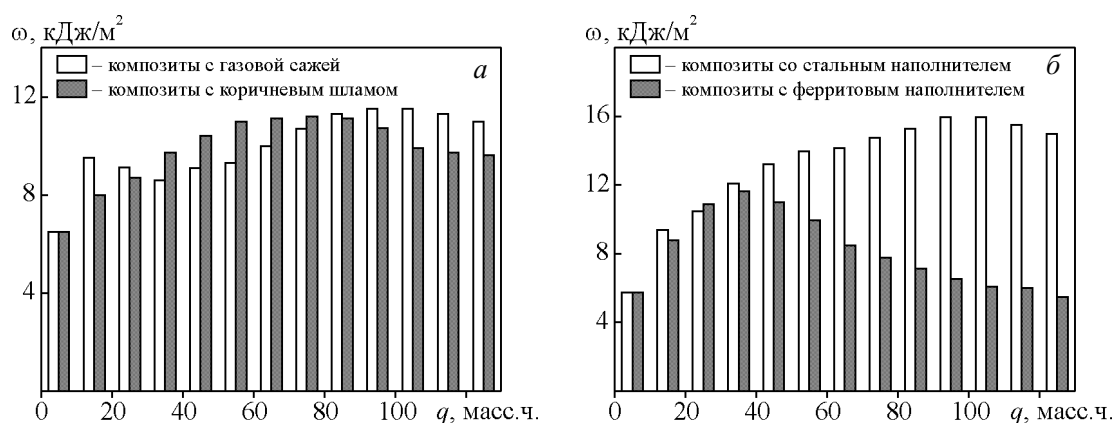 ω, кДж/м²
– композиты с газовой сажей
– композиты с коричневым шламом
а
12
8
4
0 20 40 60 80 100 q, масс.ч.
ω, кДж/м²
– композиты со стальным наполнителем
– композиты с ферритовым наполнителем
б
16
12
8
4
0 20 40 60 80 100 q, масс.ч.